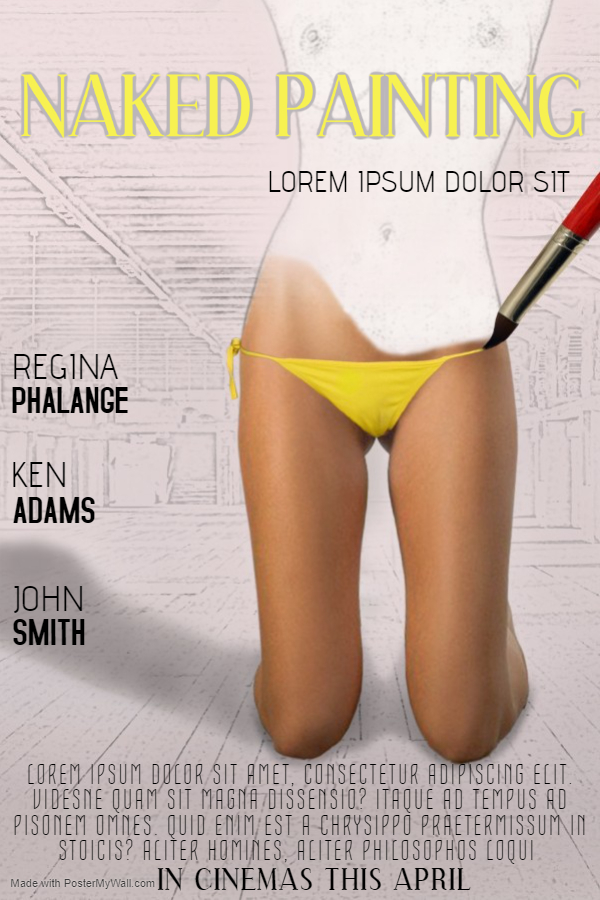 NAKED PAINTING
LOREM IPSUM DOLOR SIT
REGINA
PHALANGE
KEN
ADAMS
JOHN
SMITH
LOREM IPSUM DOLOR SIT AMET, CONSECTETUR ADIPISCING ELIT.
VIDESNE QUAM SIT MAGNA DISSENSIO? ITAQUE AD TEMPUS AD
PISONEM OMNES. QUID ENIM EST A CHRYSIPPO PRAETERMISSUM IN
STOICIS? ALITER HOMINES, ALITER PHILOSOPHOS LOQUI
Made with PosterMyWall.com
IN CINEMAS THIS APRIL